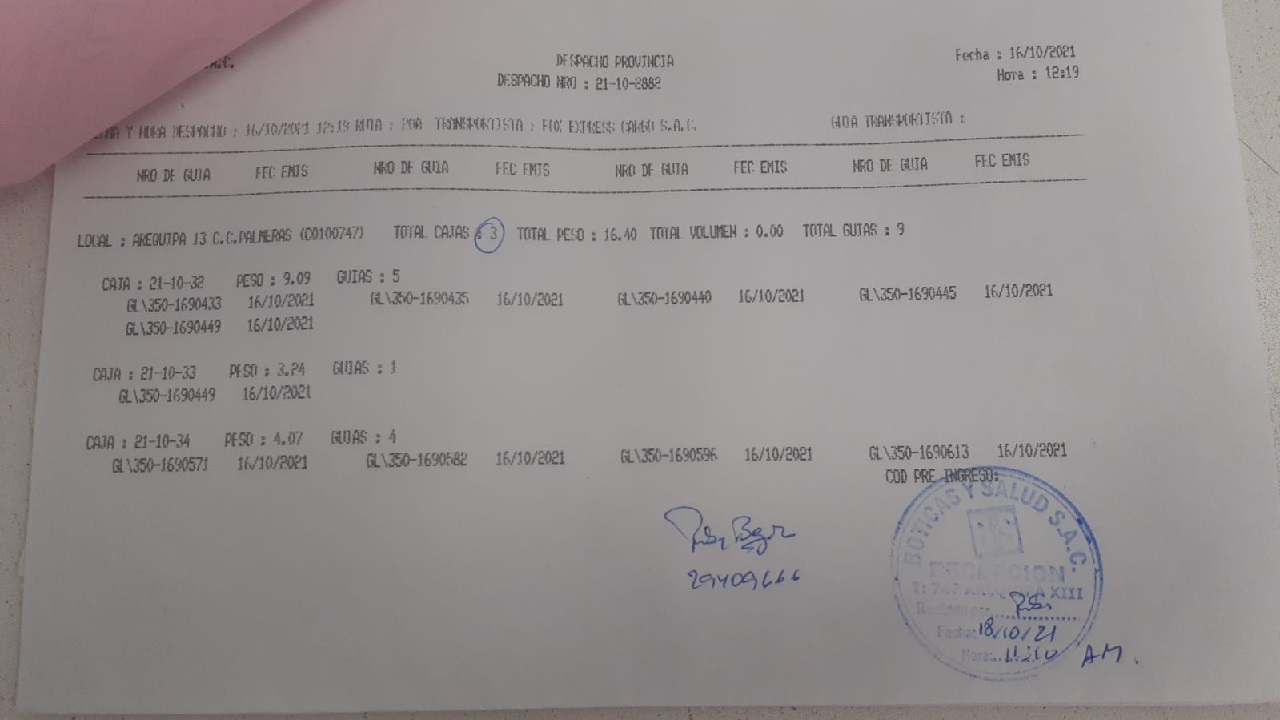 DESPACHO PROVINCIA
Fecha : 16/10/2021
DESPACHO NRO : 21-10-2882
Hora : 12:19
Y HORA DESPACHO : 16/10/2021 12:19 RUTA : POA TRANSPORTISTA : FOX EXPRESS CARGO S.A.C. GUIA TRANSPORTISTA :
NRO DE GUIA FEC EMIS NRO DE GUIA FEC EMIS NRO DE GUIA FEC EMIS NRO DE GUIA FEC EMIS
LOCAL : AREQUIPA 13 C.C.PALMERAS (C0100747) TOTAL CAJAS : 3 TOTAL PESO : 16.40 TOTAL VOLUMEN : 0.00 TOTAL GUIAS : 9
CAJA : 21-10-32 PESO : 9.09 GUIAS : 5
GL\350-1690433 16/10/2021 GL\350-1690435 16/10/2021 GL\350-1690440 16/10/2021 GL\350-1690445 16/10/2021
GL\350-1690449 16/10/2021
CAJA : 21-10-33 PESO : 3.24 GUIAS : 1
GL\350-1690449 16/10/2021
CAJA : 21-10-34 PESO : 4.07 GUIAS : 4
GL\350-1690571 16/10/2021 GL\350-1690582 16/10/2021 GL\350-1690596 16/10/2021 GL\350-1690613 16/10/2021
COD PRE INGRESO:
29409666
BOTICAS Y SALUD S.A.C.
RECEPCION
XIII
Fecha: 18/10/21
Hora: 11:10 AM.